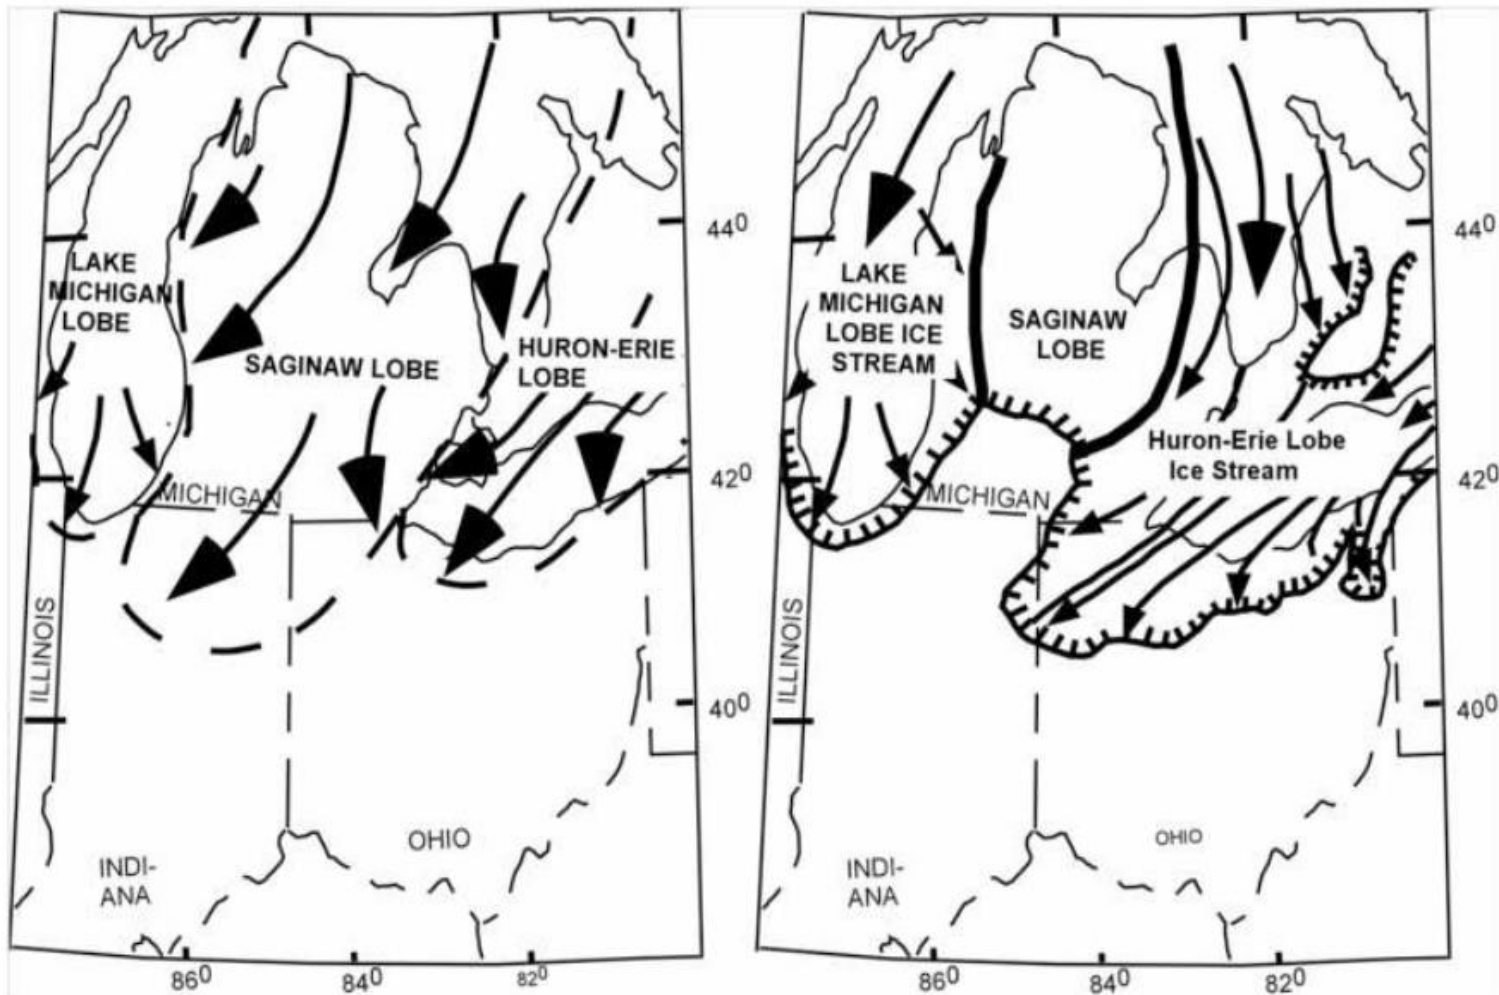 LAKE
MICHIGAN
LOBE
SAGINAW LOBE
HURON-ERIE
LOBE
MICHIGAN
ILLINOIS
INDI-
ANA
OHIO
44⁰
42⁰
40⁰
86⁰
84⁰
82⁰
LAKE
MICHIGAN
LOBE ICE
STREAM
SAGINAW
LOBE
Huron-Erie Lobe
Ice Stream
MICHIGAN
ILLINOIS
INDI-
ANA
OHIO
44⁰
42⁰
40⁰
86⁰
84⁰
82⁰